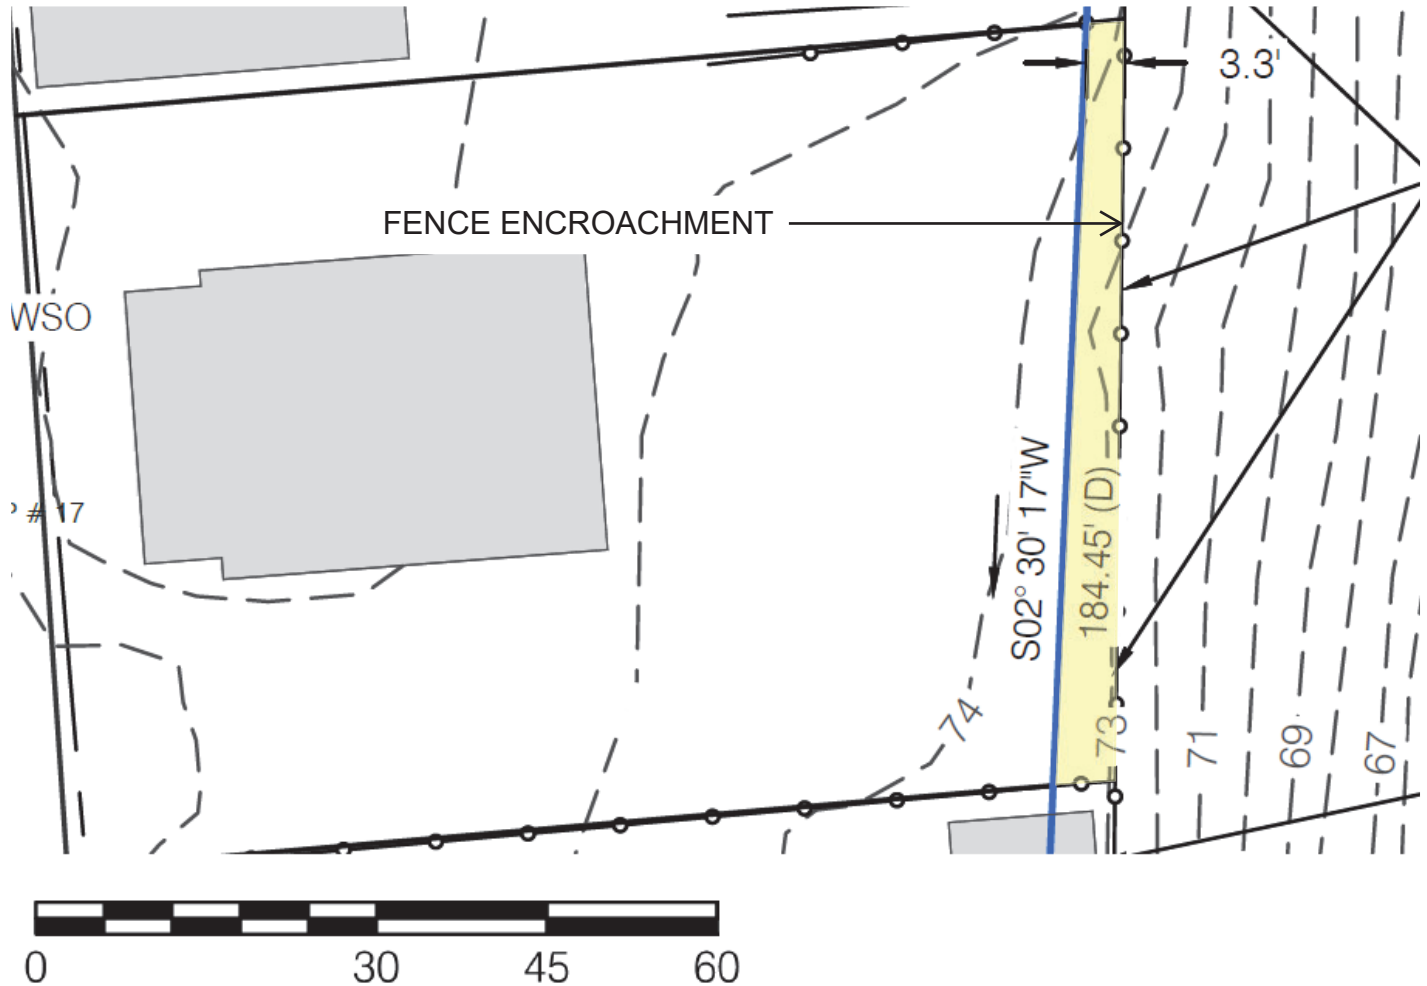 3.3'
FENCE ENCROACHMENT
WSO
# 17
S02° 30' 17"W
184.45' (D)
74
73
71
69
67
0 30 45 60